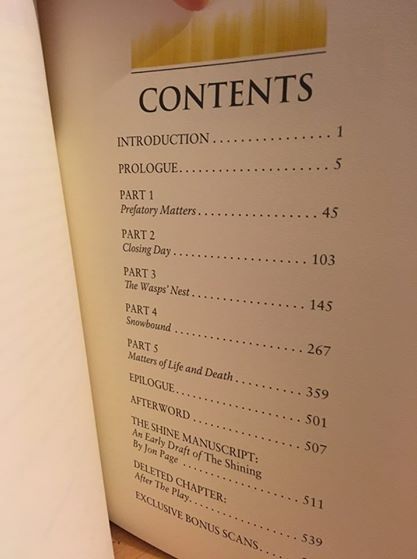 CONTENTS
INTRODUCTION................ 1
PROLOGUE..................... 5
PART 1
Prefatory Matters................. 45
PART 2
Closing Day.................... 103
PART 3
The Wasps' Nest................. 145
PART 4
Snowbound.................... 267
PART 5
Matters of Life and Death.......... 359
EPILOGUE.................... 501
AFTERWORD................. 507
THE SHINE MANUSCRIPT:
An Early Draft of The Shining
By Jon Page................... 511
DELETED CHAPTER:
After The Play................. 539
EXCLUSIVE BONUS SCANS....